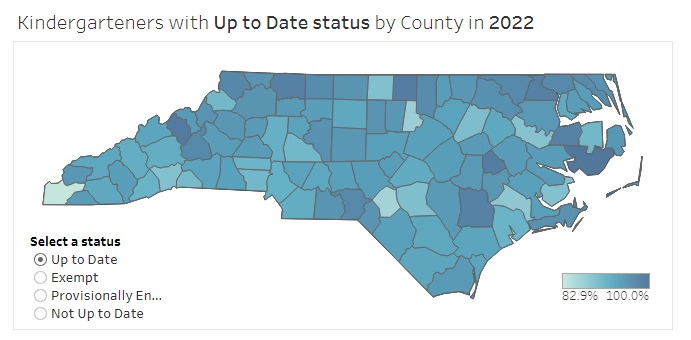 Kindergarteners with Up to Date status by County in 2022
Select a status
Up to Date
Exempt
Provisionally En...
Not Up to Date
82.9% 100.0%